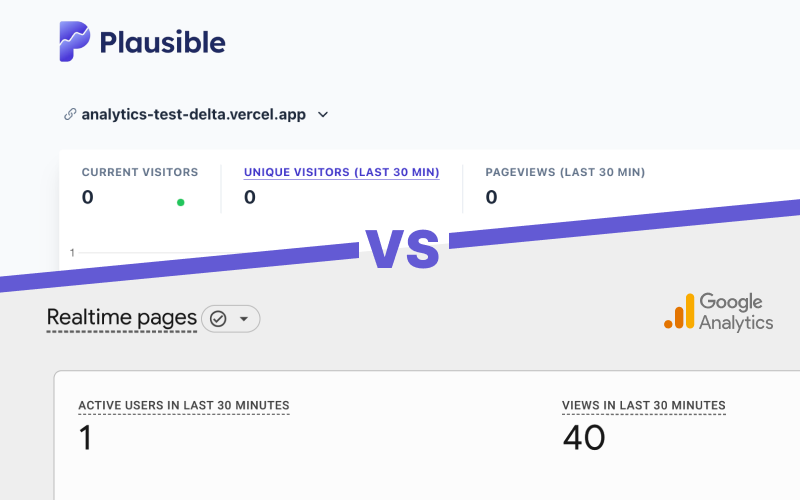 Plausible
analytics-test-delta.vercel.app
CURRENT VISITORS
0
UNIQUE VISITORS (LAST 30 MIN)
0
PAGEVIEWS (LAST 30 MIN)
0
1
VS
Realtime pages
Google
Analytics
ACTIVE USERS IN LAST 30 MINUTES
1
VIEWS IN LAST 30 MINUTES
40